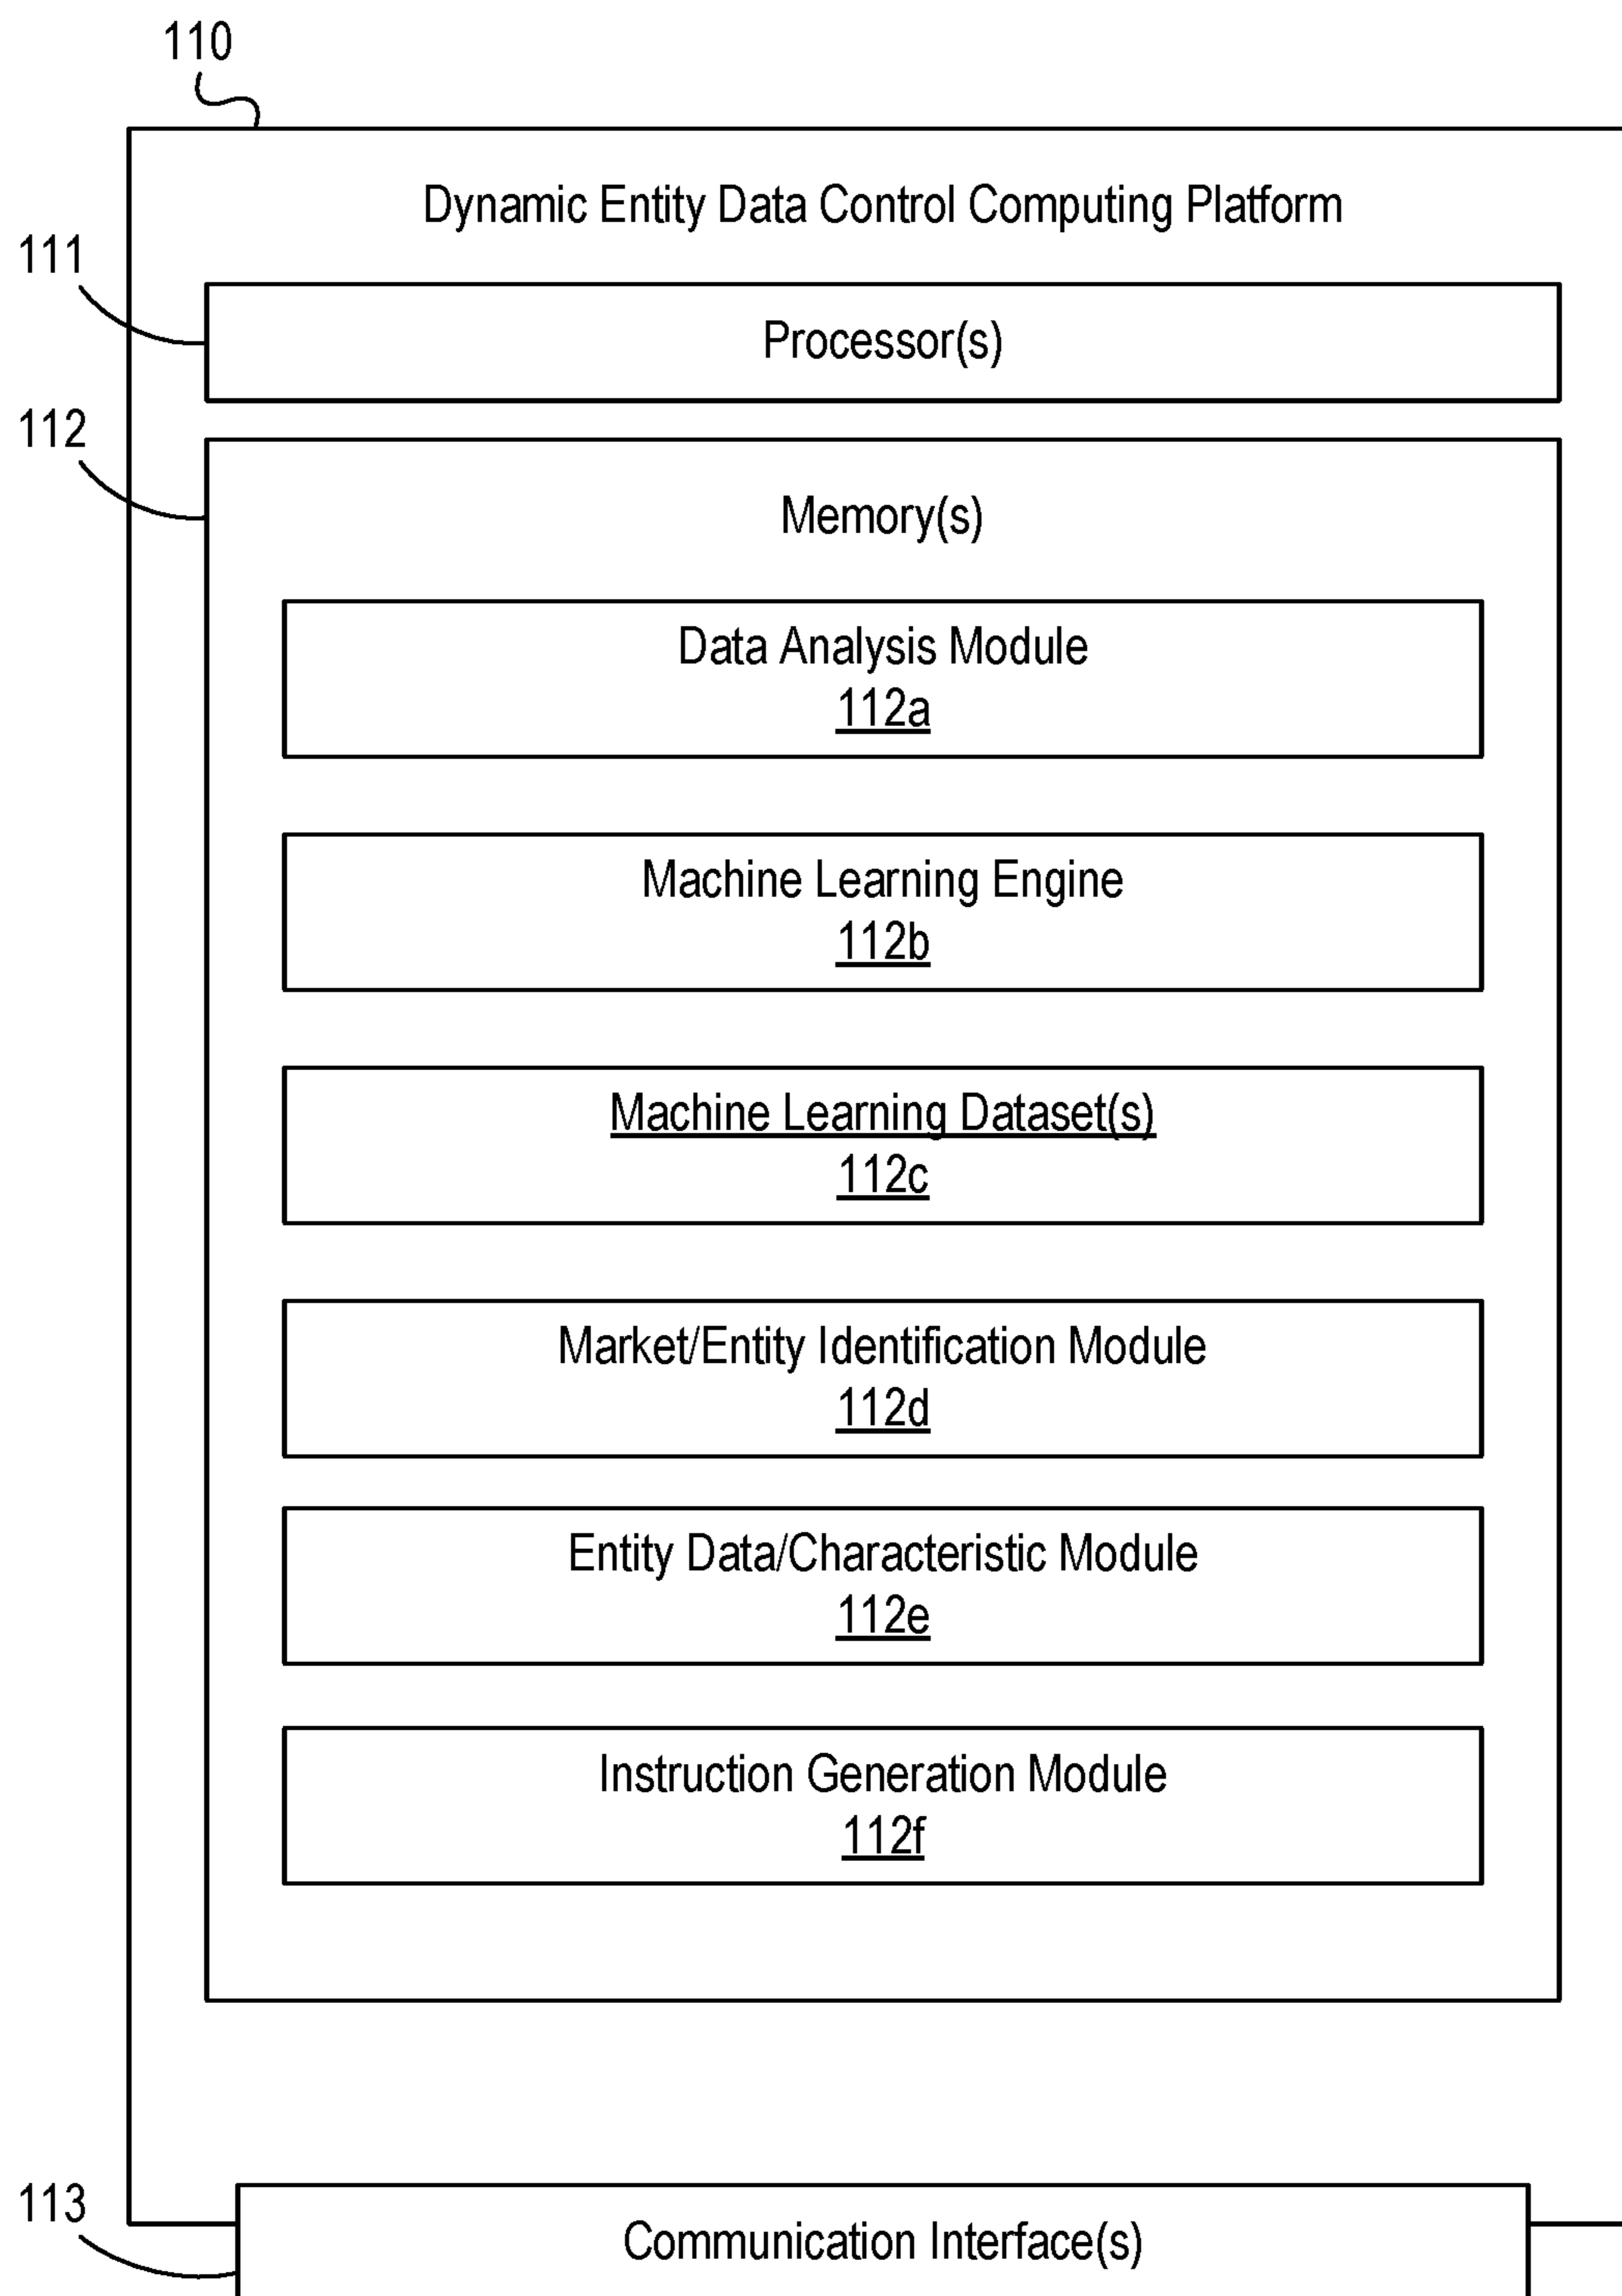 110
Dynamic Entity Data Control Computing Platform
111
Processor(s)
112
Memory(s)
Data Analysis Module
112a
Machine Learning Engine
112b
Machine Learning Dataset(s)
112c
Market/Entity Identification Module
112d
Entity Data/Characteristic Module
112e
Instruction Generation Module
112f
113
Communication Interface(s)